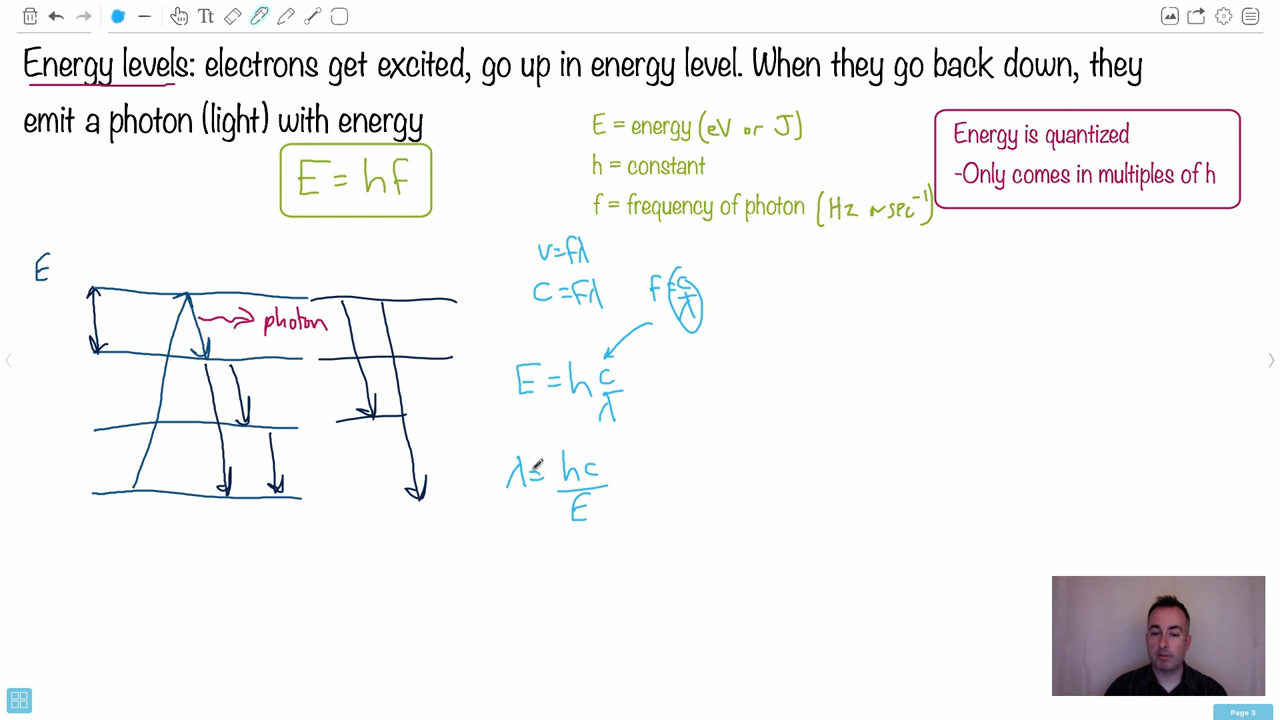 Tt
Energy levels: electrons get excited, go up in energy level. When they go back down, they
emit a photon (light) with energy
E = hf
E = energy (eV or J)
h = constant
f = frequency of photon (Hz ~ sec⁻¹)
Energy is quantized
-Only comes in multiples of h
E
photon
v=fλ
c = fλ
f = c/λ
E = h c/λ
λ = hc/E
Page 3